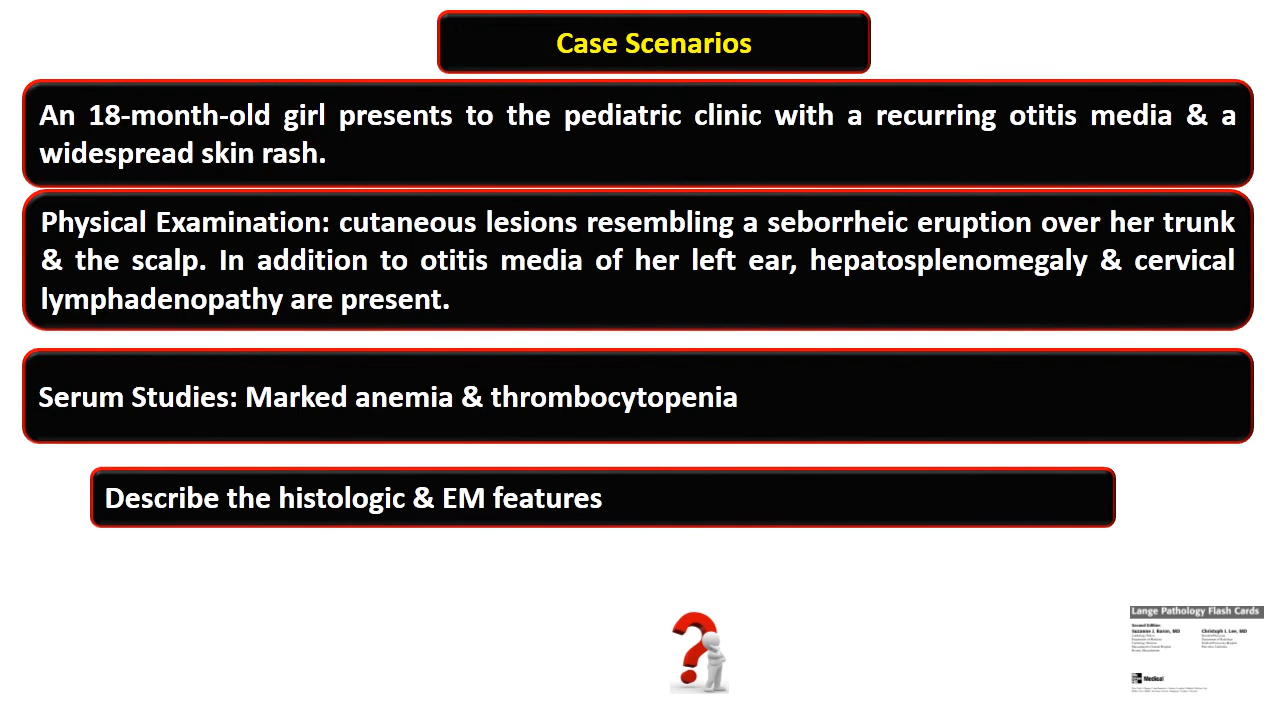 Case Scenarios
An 18-month-old girl presents to the pediatric clinic with a recurring otitis media & a
widespread skin rash.
Physical Examination: cutaneous lesions resembling a seborrheic eruption over her trunk
& the scalp. In addition to otitis media of her left ear, hepatosplenomegaly & cervical
lymphadenopathy are present.
Serum Studies: Marked anemia & thrombocytopenia
Describe the histologic & EM features
Lange Pathology Flash Cards
Second Edition
Medical